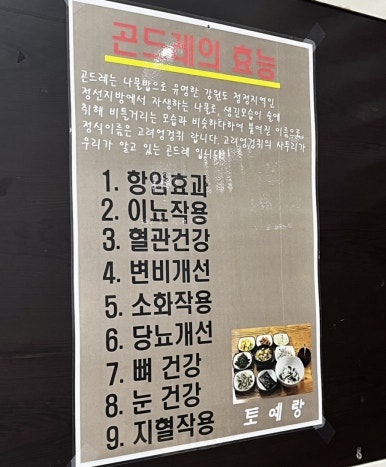 곤드레의 효능
곤드레는 나물밥으로 유명한 강원도 청정지역인
정선지방에서 자생하는 나물로, 생긴모습이 술에
취해 비틀거리는 모습과 비슷하다하여 붙여진 이름으로
정식이름은 고려엉겅퀴 랍니다. 고려엉겅퀴의 사투리가
우리가 알고 있는 곤드레 입니다!
1. 항암효과
2. 이뇨작용
3. 혈관건강
4. 변비개선
5. 소화작용
6. 당뇨개선
7. 뼈 건강
8. 눈 건강
9. 지혈작용
토예랑